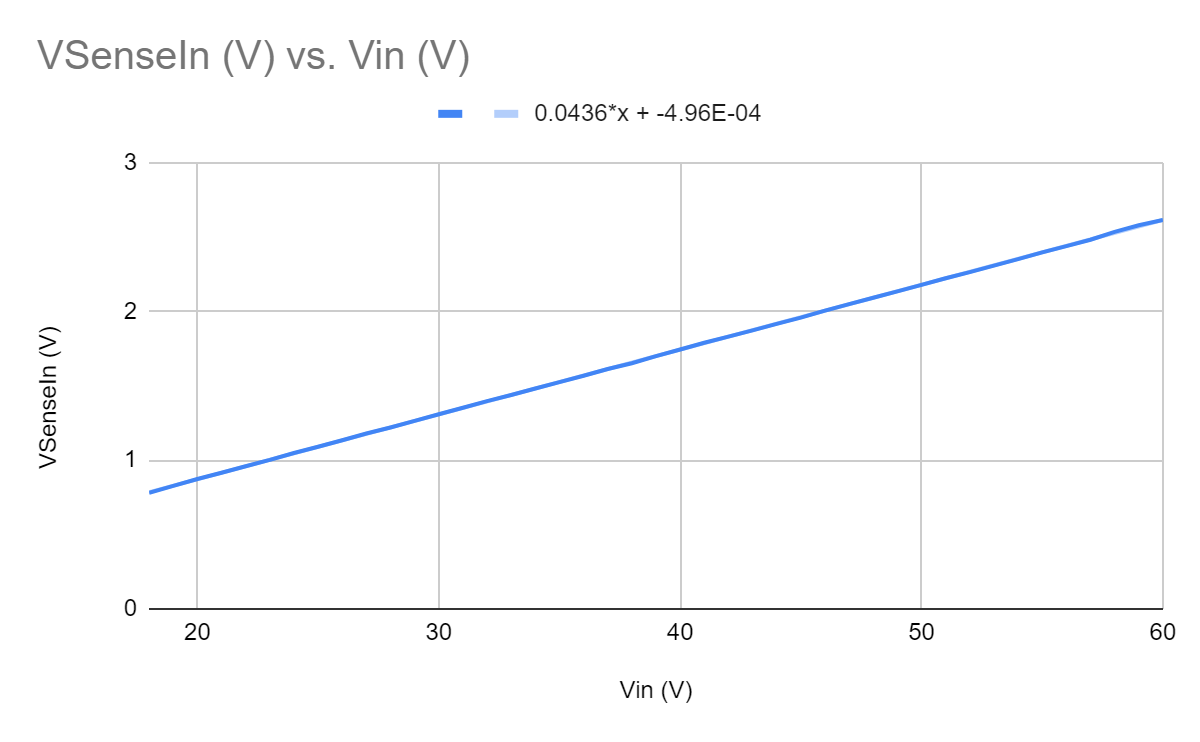 VSenseIn (V) vs. Vin (V)
0.0436*x + -4.96E-04
3
2
1
0
VSenseIn (V)
20 30 40 50 60
Vin (V)